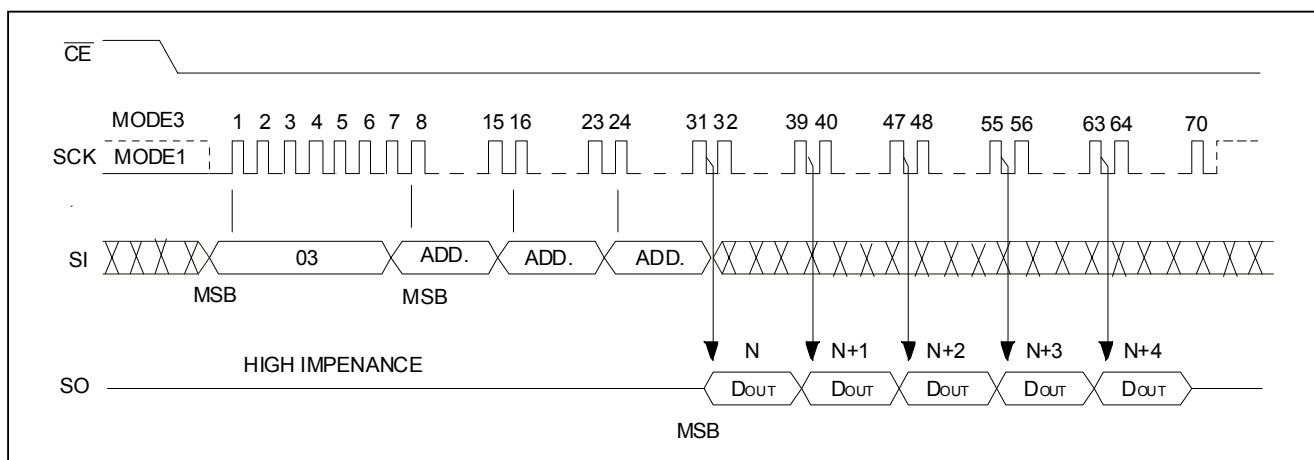 CE
MODE3 1 2 3 4 5 6 7 8 15 16 23 24 31 32 39 40 47 48 55 56 63 64 70
SCK MODE1
SI 03 ADD. ADD. ADD.
MSB MSB
HIGH IMPENANCE N N+1 N+2 N+3 N+4
SO DOUT DOUT DOUT DOUT DOUT
MSB